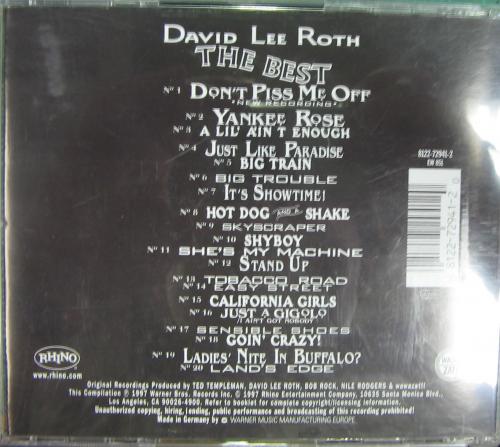 DAVID LEE ROTH
THE BEST
Nº 1 DON'T PISS ME OFF
*NEW RECORDING*
Nº 2 YANKEE ROSE
Nº 3 A LIL' AIN'T ENOUGH
Nº 4 JUST LIKE PARADISE
Nº 5 BIG TRAIN
Nº 6 BIG TROUBLE
Nº 7 IT'S SHOWTIME!
Nº 8 HOT DOG AND A SHAKE
Nº 9 SKYSCRAPER
Nº 10 SHYBOY
Nº 11 SHE'S MY MACHINE
Nº 12 STAND UP
Nº 13 TOBACCO ROAD
Nº 14 EASY STREET
Nº 15 CALIFORNIA GIRLS
Nº 16 JUST A GIGOLO
/I AIN'T GOT NOBODY
Nº 17 SENSIBLE SHOES
Nº 18 GOIN' CRAZY!
Nº 19 LADIES' NITE IN BUFFALO?
Nº 20 LAND'S EDGE
8122-72941-2
8122-72941-2
RHINO
www.rhino.com
Original Recordings Produced by TED TEMPLEMAN, DAVID LEE ROTH, BOB ROCK, NILE RODGERS & wowwzat!!!
This Compilation ℗ 1997 Warner Bros. Records Inc. © 1997 Rhino Entertainment Company, 10635 Santa Monica Blvd.,
Los Angeles, CA 90025-4900. Refer to booklet for complete copyright/licensing information.
Unauthorized copying, hiring, lending, public performance and broadcasting of this recording prohibited!
Made in Germany by WARNER MUSIC MANUFACTURING EUROPE.